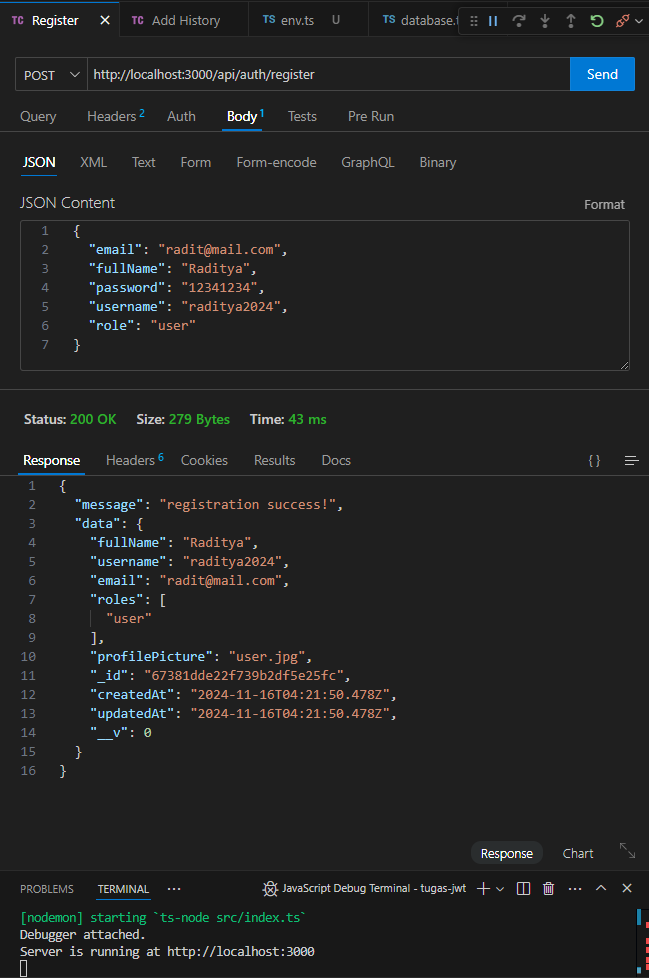 TC Register × TC Add History TS env.ts U TS database.t
POST http://localhost:3000/api/auth/register Send
Query Headers 2 Auth Body 1 Tests Pre Run
JSON XML Text Form Form-encode GraphQL Binary
JSON Content Format
1 {
2 "email": "radit@mail.com",
3 "fullName": "Raditya",
4 "password": "12341234",
5 "username": "raditya2024",
6 "role": "user"
7 }
Status: 200 OK Size: 279 Bytes Time: 43 ms
Response Headers 6 Cookies Results Docs { }
1 {
2 "message": "registration success!",
3 "data": {
4 "fullName": "Raditya",
5 "username": "raditya2024",
6 "email": "radit@mail.com",
7 "roles": [
8 "user"
9 ],
10 "profilePicture": "user.jpg",
11 "_id": "67381dde22f739b2df5e25fc",
12 "createdAt": "2024-11-16T04:21:50.478Z",
13 "updatedAt": "2024-11-16T04:21:50.478Z",
14 "__v": 0
15 }
16 }
Response Chart
PROBLEMS TERMINAL ··· JavaScript Debug Terminal - tugas-jwt
[nodemon] starting `ts-node src/index.ts`
Debugger attached.
Server is running at http://localhost:3000